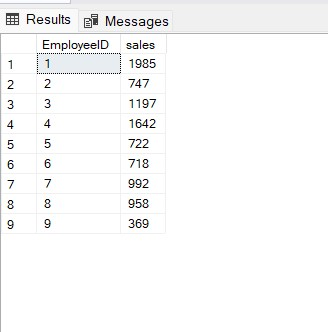 Results Messages
EmployeeID sales
1 1 1985
2 2 747
3 3 1197
4 4 1642
5 5 722
6 6 718
7 7 992
8 8 958
9 9 369